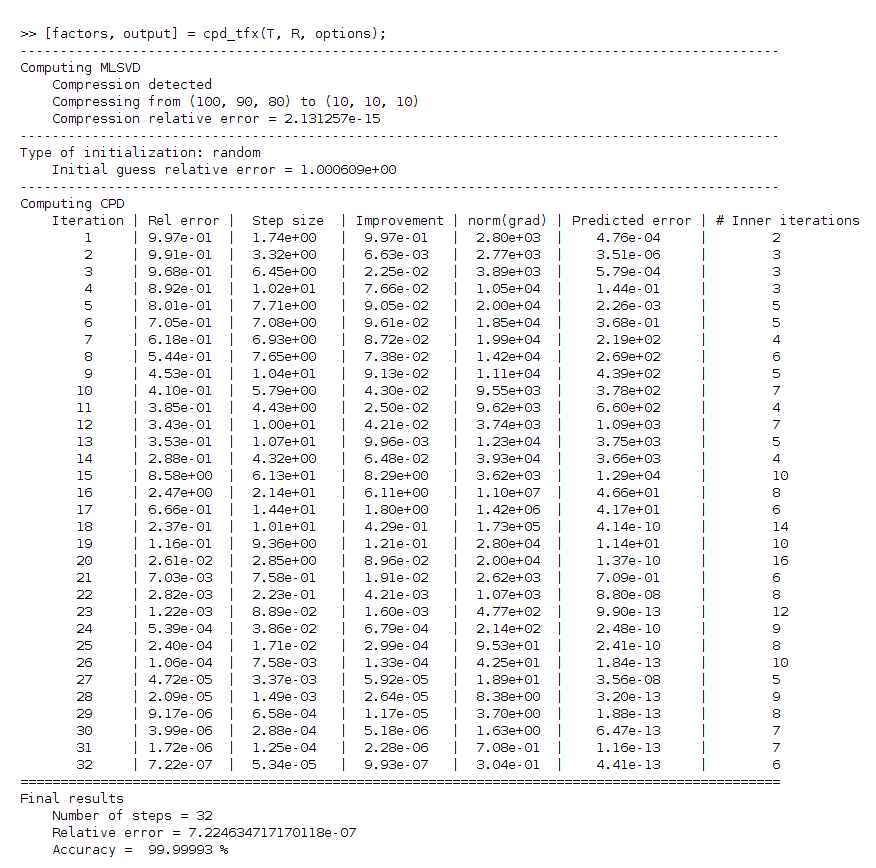 >> [factors, output] = cpd_tfx(T, R, options);
-----------------------------------------------------------------------------------------------
Computing MLSVD
    Compression detected
    Compressing from (100, 90, 80) to (10, 10, 10)
    Compression relative error = 2.131257e-15
-----------------------------------------------------------------------------------------------
Type of initialization: random
    Initial guess relative error = 1.000609e+00
-----------------------------------------------------------------------------------------------
Computing CPD
    Iteration | Rel error |  Step size  | Improvement | norm(grad) | Predicted error | # Inner iterations
        1     | 9.97e-01  |  1.74e+00   | 9.97e-01    | 2.80e+03   |    4.76e-04     |        2
        2     | 9.91e-01  |  3.32e+00   | 6.63e-03    | 2.77e+03   |    3.51e-06     |        3
        3     | 9.68e-01  |  6.45e+00   | 2.25e-02    | 3.89e+03   |    5.79e-04     |        3
        4     | 8.92e-01  |  1.02e+01   | 7.66e-02    | 1.05e+04   |    1.44e-01     |        3
        5     | 8.01e-01  |  7.71e+00   | 9.05e-02    | 2.00e+04   |    2.26e-03     |        5
        6     | 7.05e-01  |  7.08e+00   | 9.61e-02    | 1.85e+04   |    3.68e-01     |        5
        7     | 6.18e-01  |  6.93e+00   | 8.72e-02    | 1.99e+04   |    2.19e+02     |        4
        8     | 5.44e-01  |  7.65e+00   | 7.38e-02    | 1.42e+04   |    2.69e+02     |        6
        9     | 4.53e-01  |  1.04e+01   | 9.13e-02    | 1.11e+04   |    4.39e+02     |        5
       10     | 4.10e-01  |  5.79e+00   | 4.30e-02    | 9.55e+03   |    3.78e+02     |        7
       11     | 3.85e-01  |  4.43e+00   | 2.50e-02    | 9.62e+03   |    6.60e+02     |        4
       12     | 3.43e-01  |  1.00e+01   | 4.21e-02    | 3.74e+03   |    1.09e+03     |        7
       13     | 3.53e-01  |  1.07e+01   | 9.96e-03    | 1.23e+04   |    3.75e+03     |        5
       14     | 2.88e-01  |  4.32e+00   | 6.48e-02    | 3.93e+04   |    3.66e+03     |        4
       15     | 8.58e+00  |  6.13e+01   | 8.29e+00    | 3.62e+03   |    1.29e+04     |        10
       16     | 2.47e+00  |  2.14e+01   | 6.11e+00    | 1.10e+07   |    4.66e+01     |        8
       17     | 6.66e-01  |  1.44e+01   | 1.80e+00    | 1.42e+06   |    4.17e+01     |        6
       18     | 2.37e-01  |  1.01e+01   | 4.29e-01    | 1.73e+05   |    4.14e-10     |        14
       19     | 1.16e-01  |  9.36e+00   | 1.21e-01    | 2.80e+04   |    1.14e+01     |        10
       20     | 2.61e-02  |  2.85e+00   | 8.96e-02    | 2.00e+04   |    1.37e-10     |        16
       21     | 7.03e-03  |  7.58e-01   | 1.91e-02    | 2.62e+03   |    7.09e-01     |        6
       22     | 2.82e-03  |  2.23e-01   | 4.21e-03    | 1.07e+03   |    8.80e-08     |        8
       23     | 1.22e-03  |  8.89e-02   | 1.60e-03    | 4.77e+02   |    9.90e-13     |        12
       24     | 5.39e-04  |  3.86e-02   | 6.79e-04    | 2.14e+02   |    2.48e-10     |        9
       25     | 2.40e-04  |  1.71e-02   | 2.99e-04    | 9.53e+01   |    2.41e-10     |        8
       26     | 1.06e-04  |  7.58e-03   | 1.33e-04    | 4.25e+01   |    1.84e-13     |        10
       27     | 4.72e-05  |  3.37e-03   | 5.92e-05    | 1.89e+01   |    3.56e-08     |        5
       28     | 2.09e-05  |  1.49e-03   | 2.64e-05    | 8.38e+00   |    3.20e-13     |        9
       29     | 9.17e-06  |  6.58e-04   | 1.17e-05    | 3.70e+00   |    1.88e-13     |        8
       30     | 3.99e-06  |  2.88e-04   | 5.18e-06    | 1.63e+00   |    6.47e-13     |        7
       31     | 1.72e-06  |  1.25e-04   | 2.28e-06    | 7.08e-01   |    1.16e-13     |        7
       32     | 7.22e-07  |  5.34e-05   | 9.93e-07    | 3.04e-01   |    4.41e-13     |        6
===============================================================================================
Final results
    Number of steps = 32
    Relative error = 7.224634717170118e-07
    Accuracy =  99.99993 %